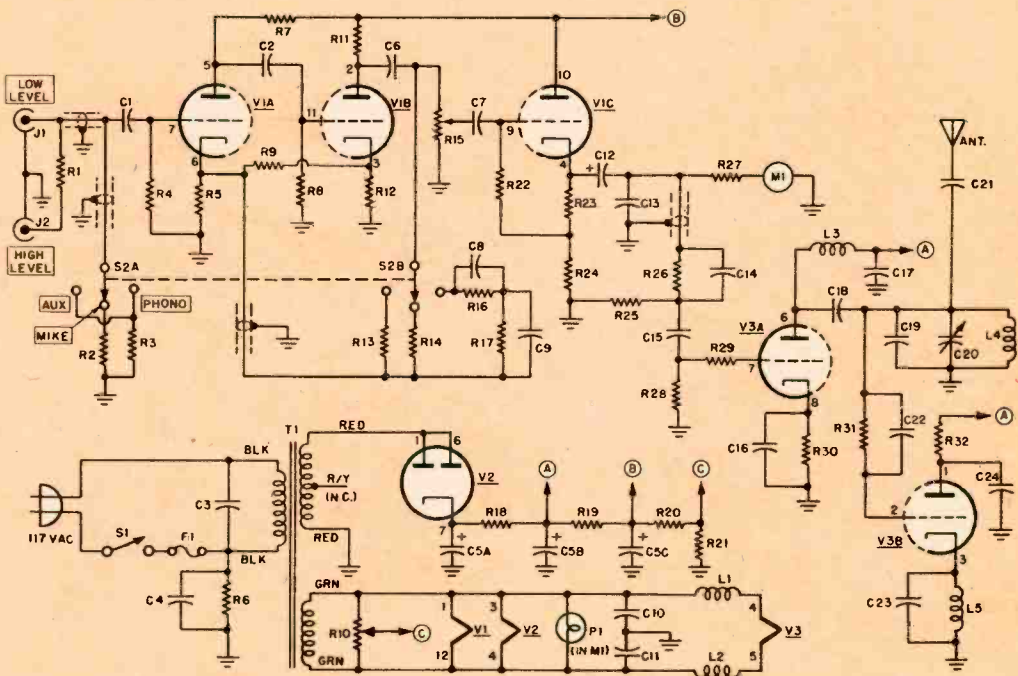 R7
R11
B
C2
C6
5
2
10
LOW LEVEL
C1
V1A
V1B
V1C
J1
7
11
R15
C7
9
ANT.
R1
R9
6
3
4
C12
R27
M1
C21
R4
R5
R8
R12
R22
R23
C13
J2
HIGH LEVEL
L3
A
S2A
S2B
C8
R24
R26
C14
C17
C18
AUX
PHONO
R16
R25
6
MIKE
V3A
C19
C20
L4
R2
R3
R13
R14
R17
C9
C15
R29
7
R28
8
A
T1
RED
1
6
C16
R30
R31
C22
R32
BLK
R/Y
(N.C.)
V2
A
B
C
1
C24
C3
2
117 VAC
RED
7
R18
R19
R20
V3B
S1
F1
BLK
+
C5A
+
C5B
+
C5C
R21
3
C4
R6
GRN
L1
C23
L5
1
3
C10
4
R10
C
V1
V2
P1
(IN M1)
V3
12
4
C11
5
GRN
L2